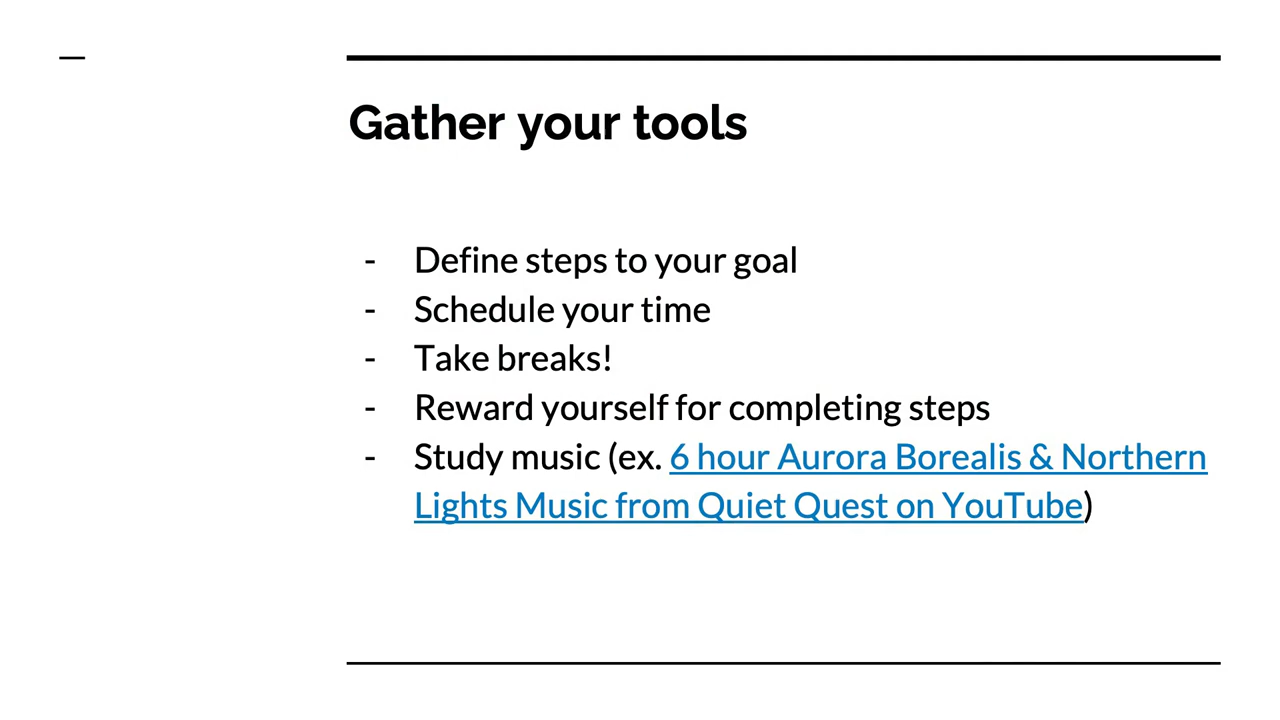 Gather your tools
- Define steps to your goal
- Schedule your time
- Take breaks!
- Reward yourself for completing steps
- Study music (ex. 6 hour Aurora Borealis & Northern
Lights Music from Quiet Quest on YouTube)